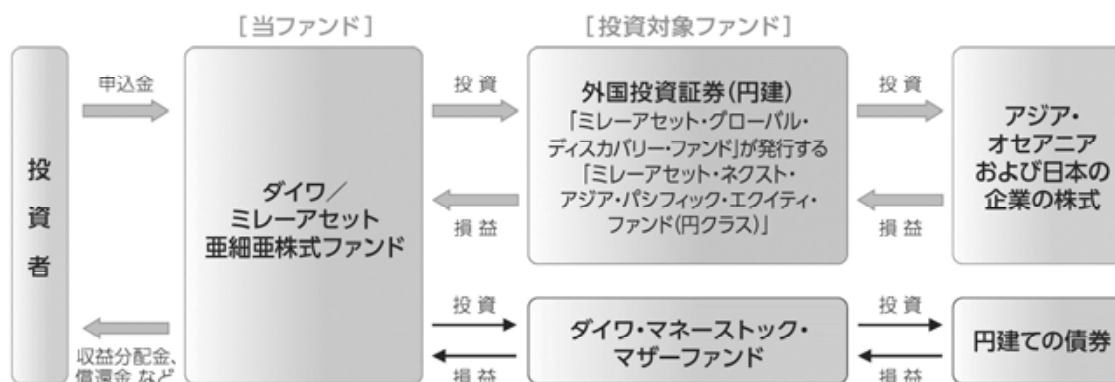 [当ファンド]
[投資対象ファンド]
投資者
申込金
収益分配金、
償還金 など
ダイワ／
ミレーアセット
亜細亜株式ファンド
投 資
損 益
外国投資証券(円建)
「ミレーアセット・グローバル・
ディスカバリー・ファンド」が発行する
「ミレーアセット・ネクスト・
アジア・パシフィック・エクイティ・
ファンド(円クラス)」
投 資
損 益
アジア・
オセアニア
および日本の
企業の株式
投 資
損 益
ダイワ・マネーストック・
マザーファンド
投 資
損 益
円建ての債券